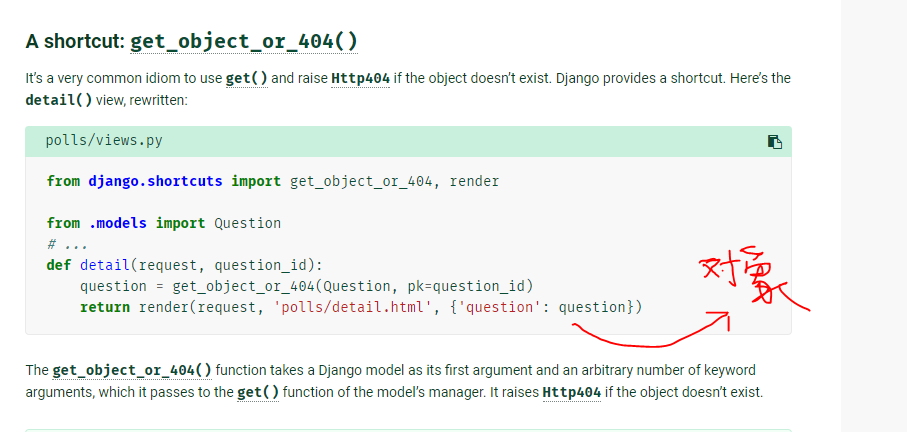 A shortcut: get_object_or_404()
It's a very common idiom to use get() and raise Http404 if the object doesn't exist. Django provides a shortcut. Here's the
detail() view, rewritten:
polls/views.py
from django.shortcuts import get_object_or_404, render
from .models import Question
# ...
def detail(request, question_id):
    question = get_object_or_404(Question, pk=question_id)
    return render(request, 'polls/detail.html', {'question': question})
对象
The get_object_or_404() function takes a Django model as its first argument and an arbitrary number of keyword
arguments, which it passes to the get() function of the model's manager. It raises Http404 if the object doesn't exist.